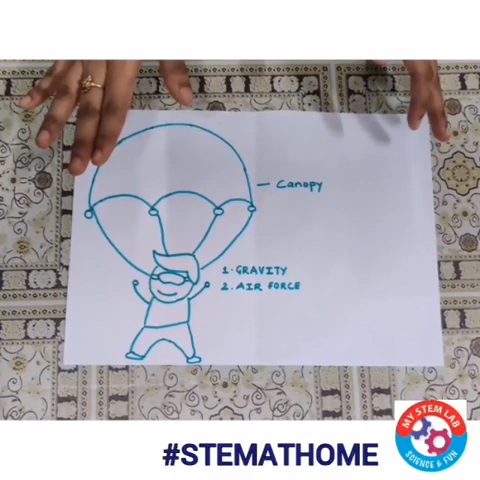 Canopy
1. GRAVITY
2. AIR FORCE
MY STEM LAB
SCIENCE & FUN
#STEMATHOME